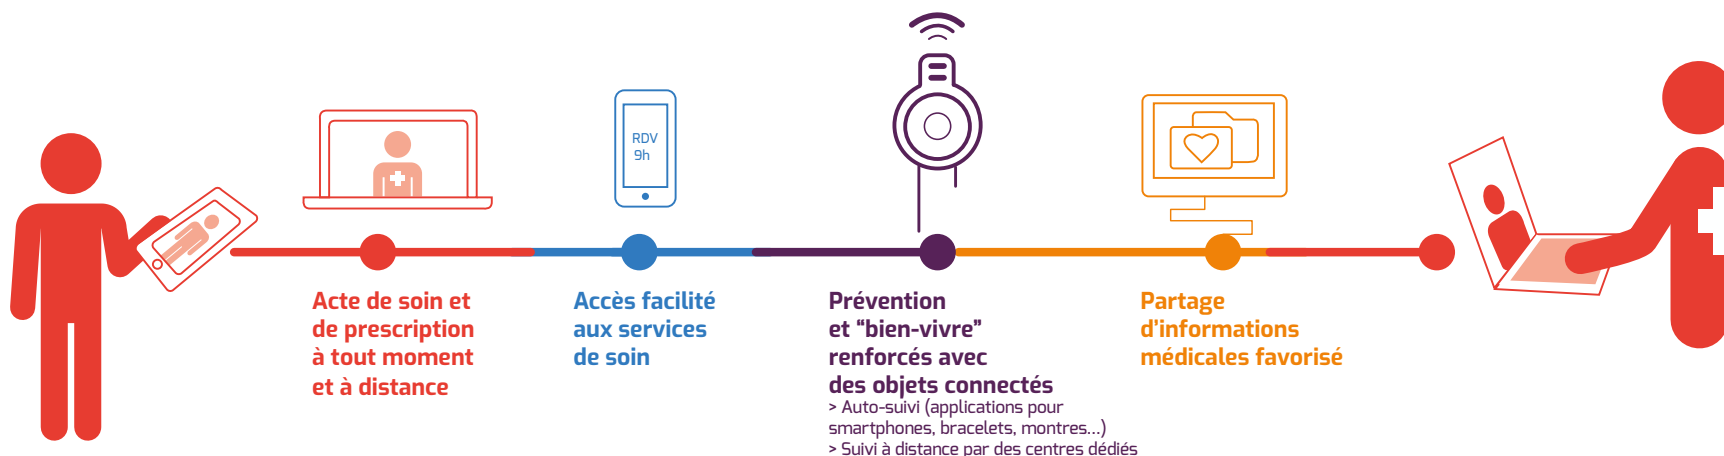 RDV
9h
Acte de soin et
de prescription
à tout moment
et à distance
Accès facilité
aux services
de soin
Prévention
et “bien-vivre”
renforcés avec
des objets connectés
> Auto-suivi (applications pour
smartphones, bracelets, montres...)
> Suivi à distance par des centres dédiés
Partage
d’informations
médicales favorisé